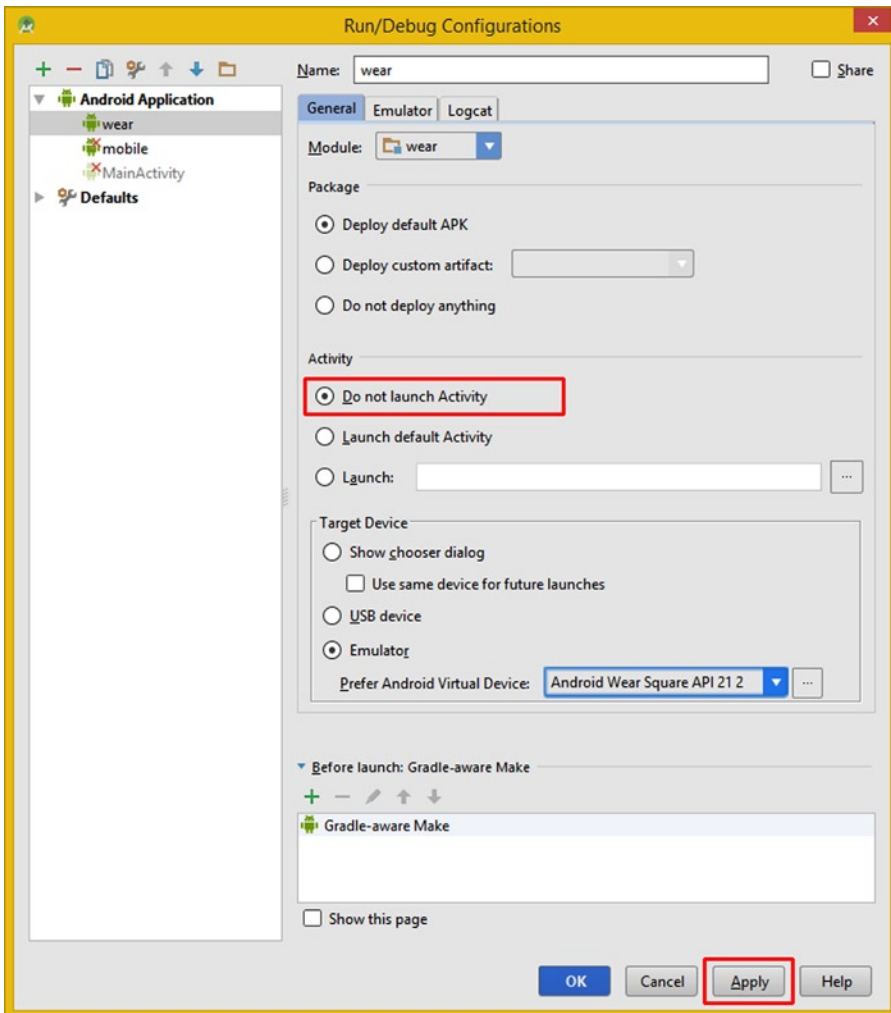 Run/Debug Configurations
Name: wear
Share
Android Application
wear
mobile
MainActivity
Defaults
General Emulator Logcat
Module: wear
Package
Deploy default APK
Deploy custom artifact:
Do not deploy anything
Activity
Do not launch Activity
Launch default Activity
Launch: ...
Target Device
Show chooser dialog
Use same device for future launches
USB device
Emulator
Prefer Android Virtual Device: Android Wear Square API 21 2 ...
Before launch: Gradle-aware Make
Gradle-aware Make
Show this page
OK Cancel Apply Help